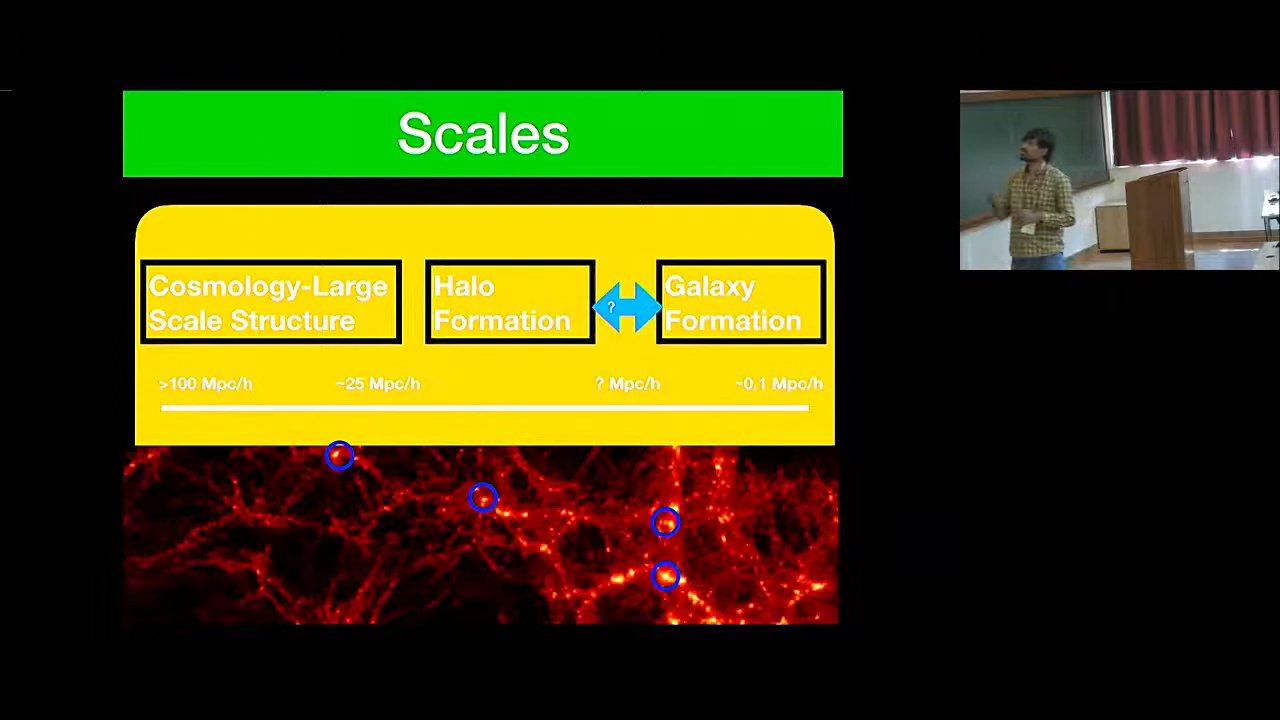 Scales
Cosmology-Large
Scale Structure
Halo
Formation
?
Galaxy
Formation
>100 Mpc/h
~25 Mpc/h
? Mpc/h
~0.1 Mpc/h